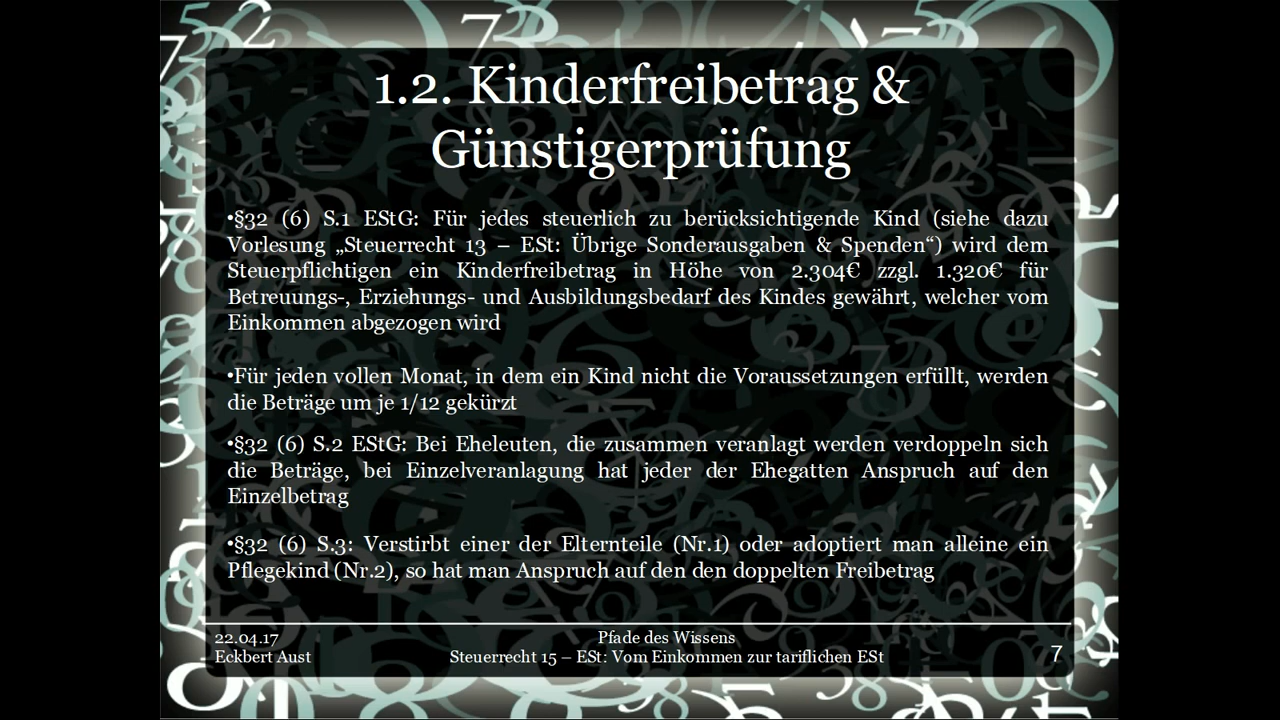 1.2. Kinderfreibetrag &
Günstigerprüfung
•§32 (6) S.1 EStG: Für jedes steuerlich zu berücksichtigende Kind (siehe dazu
Vorlesung „Steuerrecht 13 – ESt: Übrige Sonderausgaben & Spenden“) wird dem
Steuerpflichtigen ein Kinderfreibetrag in Höhe von 2.304€ zzgl. 1.320€ für
Betreuungs-, Erziehungs- und Ausbildungsbedarf des Kindes gewährt, welcher vom
Einkommen abgezogen wird
•Für jeden vollen Monat, in dem ein Kind nicht die Voraussetzungen erfüllt, werden
die Beträge um je 1/12 gekürzt
•§32 (6) S.2 EStG: Bei Eheleuten, die zusammen veranlagt werden verdoppeln sich
die Beträge, bei Einzelveranlagung hat jeder der Ehegatten Anspruch auf den
Einzelbetrag
•§32 (6) S.3: Verstirbt einer der Elternteile (Nr.1) oder adoptiert man alleine ein
Pflegekind (Nr.2), so hat man Anspruch auf den den doppelten Freibetrag
22.04.17
Eckbert Aust
Pfade des Wissens
Steuerrecht 15 – ESt: Vom Einkommen zur tariflichen ESt
7